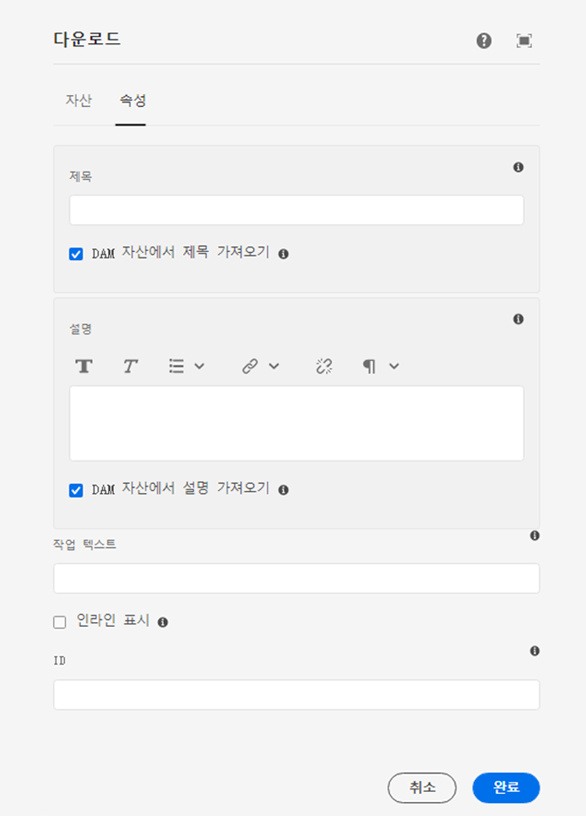 다운로드
자산 속성
제목
DAM 자산에서 제목 가져오기
설명
DAM 자산에서 설명 가져오기
작업 텍스트
인라인 표시
ID
취소 완료